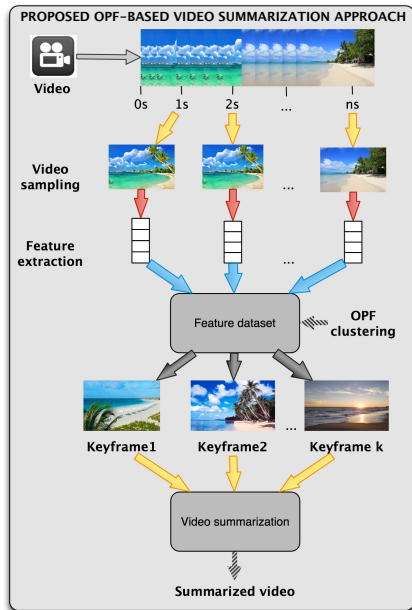 PROPOSED OPF-BASED VIDEO SUMMARIZATION APPROACH
Video
0s 1s 2s ... ns
Video
sampling
...
Feature
extraction
...
OPF
clustering
Feature dataset
...
Keyframe1 Keyframe2 Keyframe k
Video summarization
Summarized video